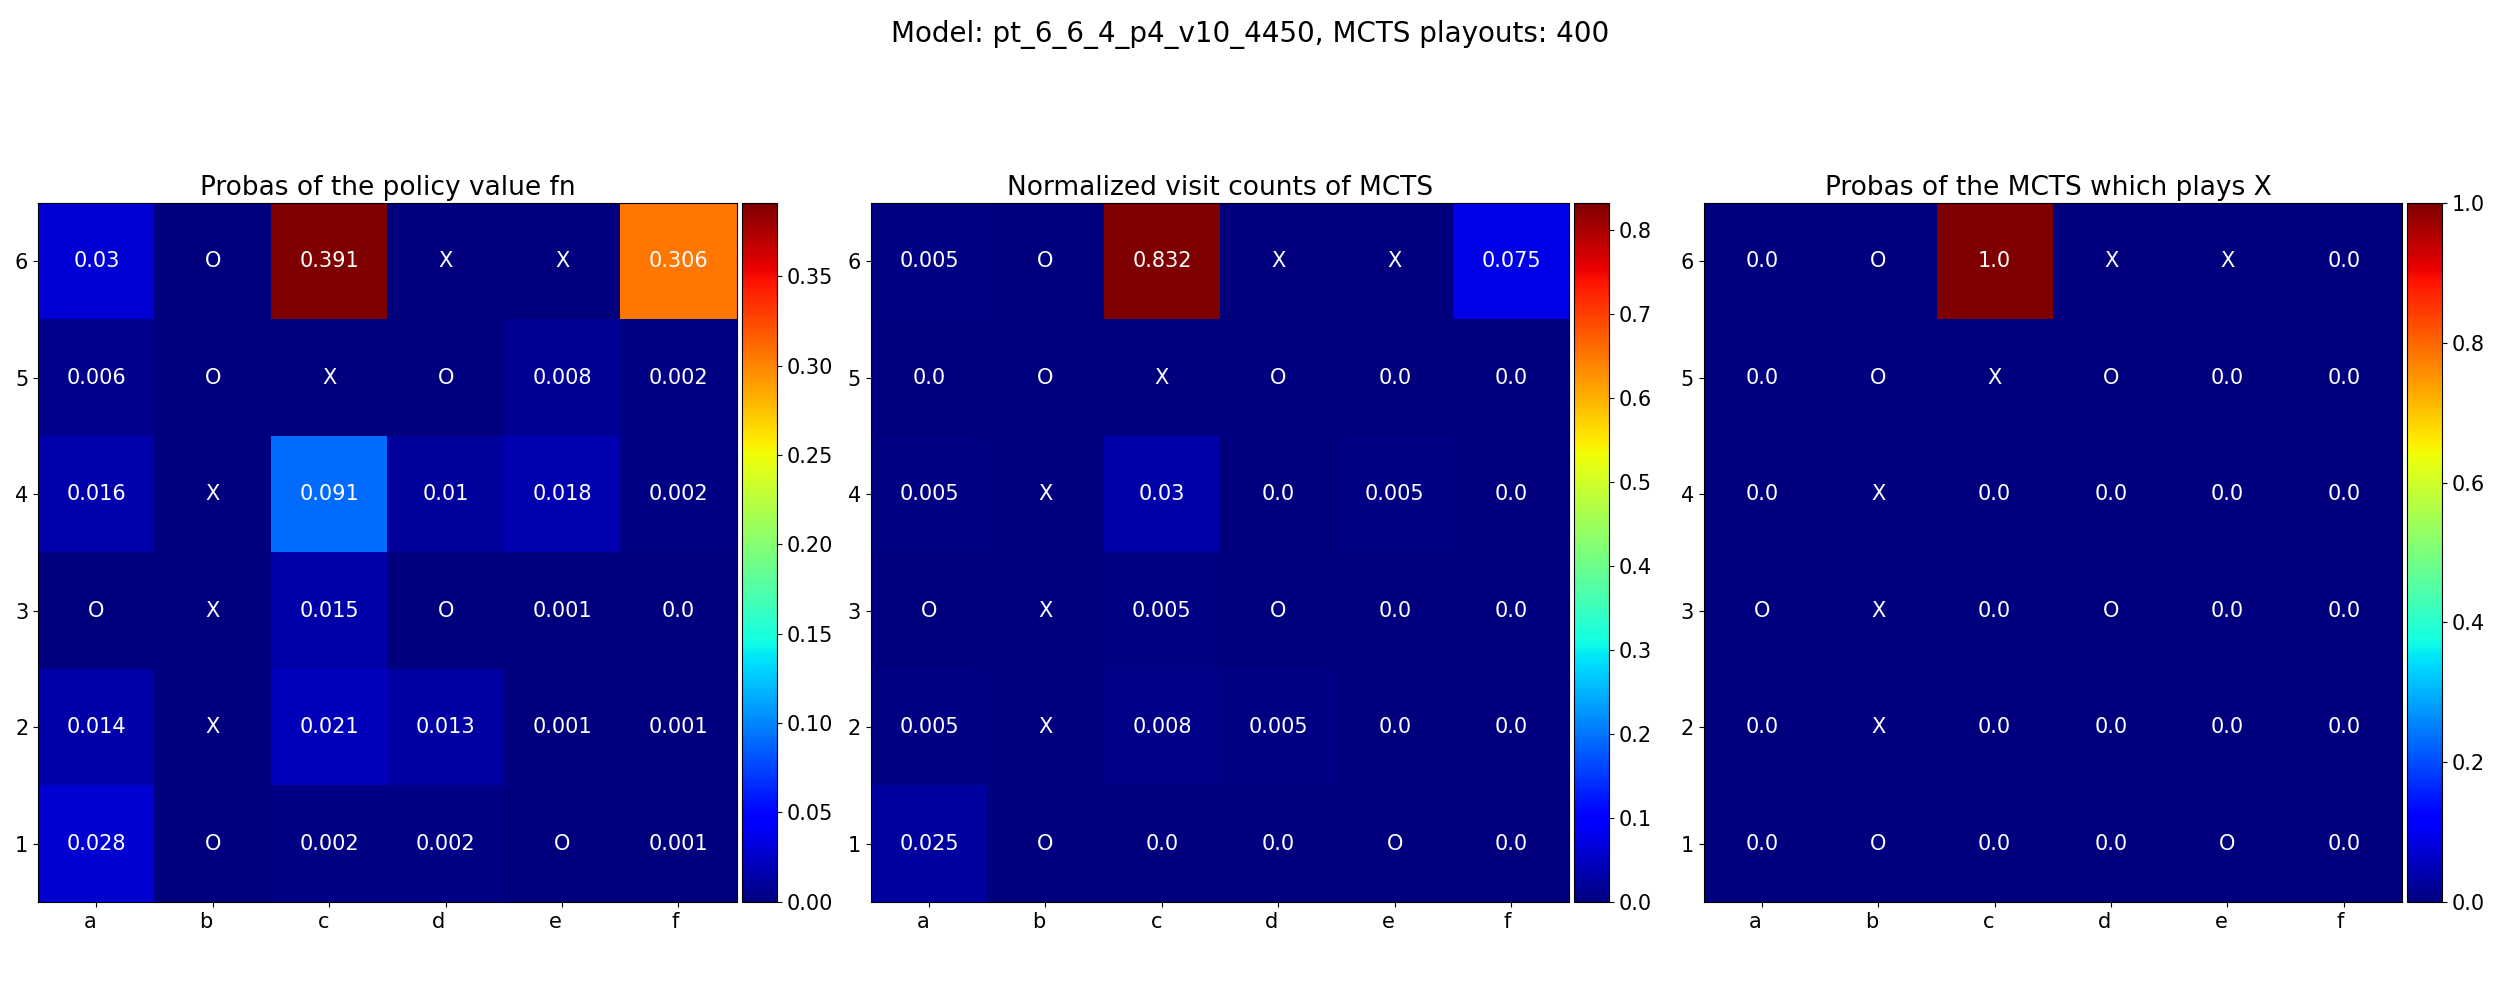 Model: pt_6_6_4_p4_v10_4450, MCTS playouts: 400
Probas of the policy value fn
6 0.03 O 0.391 X X 0.306
5 0.006 O X O 0.008 0.002
4 0.016 X 0.091 0.01 0.018 0.002
3 O X 0.015 O 0.001 0.0
2 0.014 X 0.021 0.013 0.001 0.001
1 0.028 O 0.002 0.002 O 0.001
a b c d e f
0.35
0.30
0.25
0.20
0.15
0.10
0.05
0.00
Normalized visit counts of MCTS
6 0.005 O 0.832 X X 0.075
5 0.0 O X O 0.0 0.0
4 0.005 X 0.03 0.0 0.005 0.0
3 O X 0.005 O 0.0 0.0
2 0.005 X 0.008 0.005 0.0 0.0
1 0.025 O 0.0 0.0 O 0.0
a b c d e f
0.8
0.7
0.6
0.5
0.4
0.3
0.2
0.1
0.0
Probas of the MCTS which plays X
6 0.0 O 1.0 X X 0.0
5 0.0 O X O 0.0 0.0
4 0.0 X 0.0 0.0 0.0 0.0
3 O X 0.0 O 0.0 0.0
2 0.0 X 0.0 0.0 0.0 0.0
1 0.0 O 0.0 0.0 O 0.0
a b c d e f
1.0
0.8
0.6
0.4
0.2
0.0